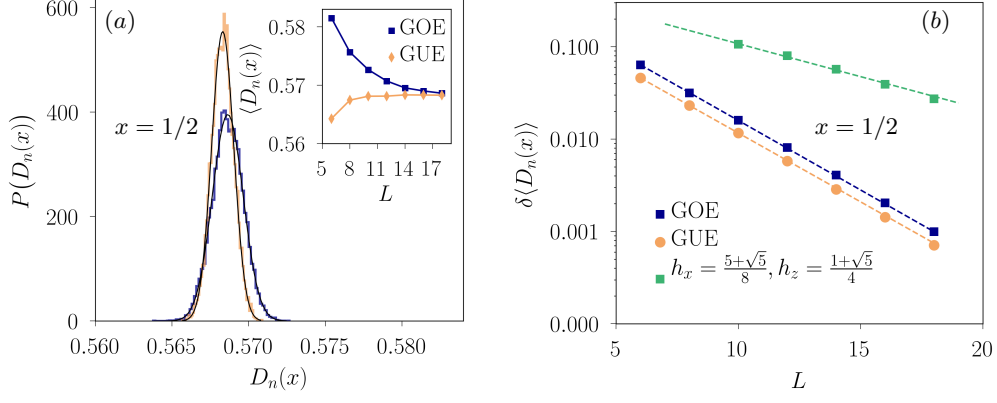 (a)
600
400
200
0
P(D_n(x))
x = 1/2
0.560 0.565 0.570 0.575 0.580
D_n(x)
⟨D_n(x)⟩
0.58
0.57
0.56
GOE
GUE
5 8 11 14 17
L
(b)
0.100
0.010
0.001
0.000
δ⟨D_n(x)⟩
x = 1/2
GOE
GUE
h_x = \frac{5+√5}{8}, h_z = \frac{1+√5}{4}
5 10 15 20
L